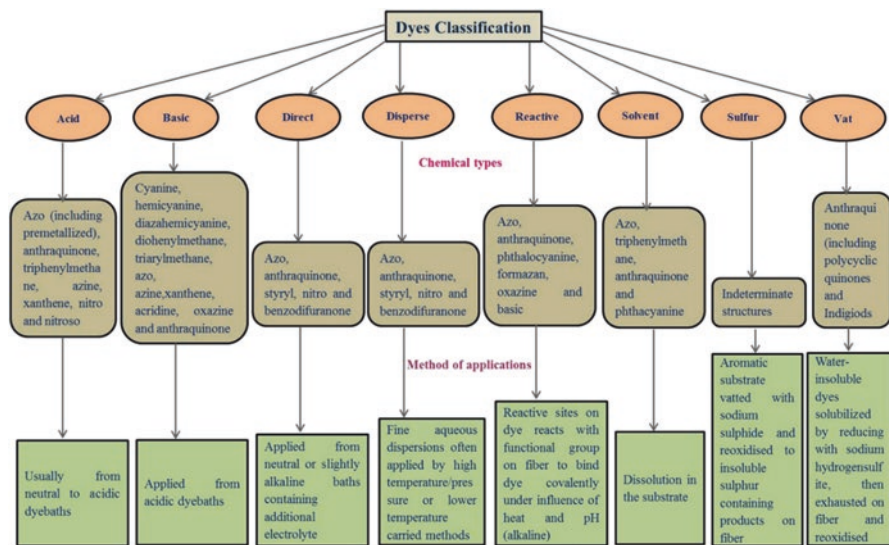 Dyes Classification
Acid
Basic
Direct
Disperse
Reactive
Solvent
Sulfur
Vat
Chemical types
Azo (including
premetallized),
anthraquinone,
triphenylmetha
ne, azine,
xanthene, nitro
and nitroso
Cyanine,
hemicyanine,
diazahemicyanine,
diohenylmethane,
triarylmethane,
azo,
azine,xanthene,
acridine, oxazine
and anthraquinone
Azo,
anthraquinone,
styryl, nitro and
benzodifuranone
Azo, anthraquinone,
styryl, nitro and
benzodifuranone
Azo,
anthraquinone,
phthalocyanine,
formazan,
oxazine and
basic
Azo,
triphenylmeth
ane,
anthraquinone
and
phthacyanine
Indeterminate
structures
Anthraqui
none
(including
polycyclic
quinones
and
Indigiods
Method of applications
Usually from
neutral to acidic
dyebaths
Applied from
acidic dyebaths
Applied from
neutral or slightly
alkaline baths
containing
additional
electrolyte
Fine aqueous
dispersions often
applied by high
temperature/pres
sure or lower
temperature
carried methods
Reactive sites on
dye reacts with
functional group
on fiber to bind
dye covalently
under influence of
heat and pH
(alkaline)
Dissolution in
the substrate
Aromatic
substrate
vatted with
sodium
sulphide and
reoxidised to
insoluble
sulphur
containing
products on
fiber
Water-
insoluble
dyes
solubilized
by reducing
with sodium
hydrogensulf
ite, then
exhausted on
fiber and
reoxidised